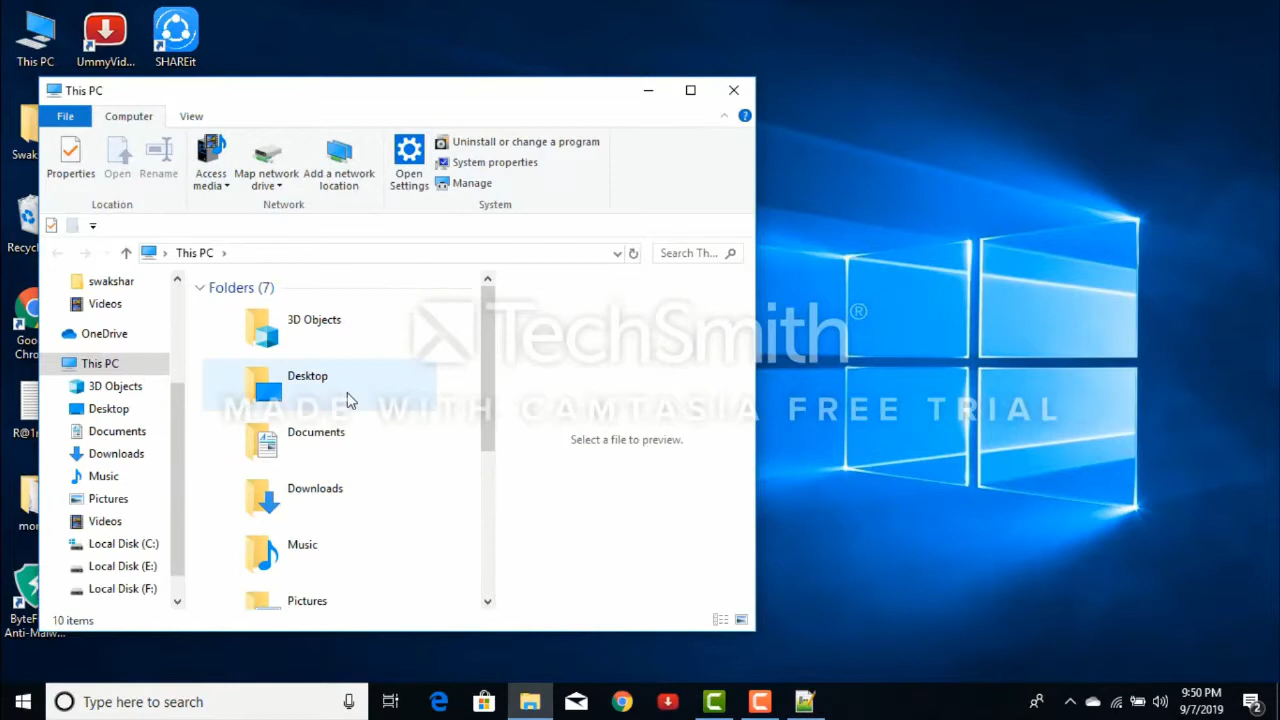 This PC
UmmyVid...
SHAREit
This PC
File
Computer
View
Properties
Open
Rename
Access media
Map network drive
Add a network location
Open Settings
Uninstall or change a program
System properties
Manage
Location
Network
System
This PC
Search Th...
swakshar
Videos
OneDrive
This PC
3D Objects
Desktop
Documents
Downloads
Music
Pictures
Videos
Local Disk (C:)
Local Disk (E:)
Local Disk (F:)
Folders (7)
3D Objects
Desktop
Documents
Downloads
Music
Pictures
Select a file to preview.
10 items
TechSmith®
MADE WITH CAMTASIA FREE TRIAL
Swak
Recyc
Goo
Chro
R@1n
mor
ByteF
Anti-Malw...
Type here to search
9:50 PM
9/7/2019
2